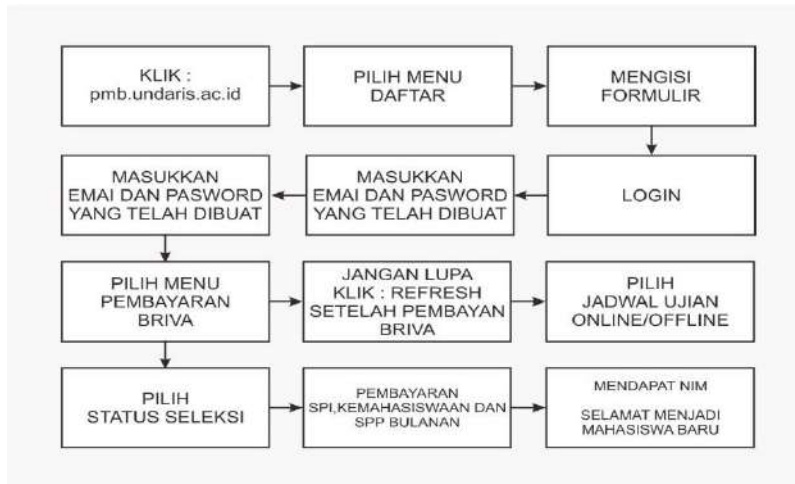 KLIK :
pmb.undaris.ac.id
PILIH MENU
DAFTAR
MENGISI
FORMULIR
LOGIN
MASUKKAN
EMAI DAN PASWORD
YANG TELAH DIBUAT
MASUKKAN
EMAI DAN PASWORD
YANG TELAH DIBUAT
PILIH MENU
PEMBAYARAN
BRIVA
JANGAN LUPA
KLIK : REFRESH
SETELAH PEMBAYAN
BRIVA
PILIH
JADWAL UJIAN
ONLINE/OFFLINE
PILIH
STATUS SELEKSI
PEMBAYARAN
SPI,KEMAHASISWAAN DAN
SPP BULANAN
MENDAPAT NIM
SELAMAT MENJADI
MAHASISWA BARU